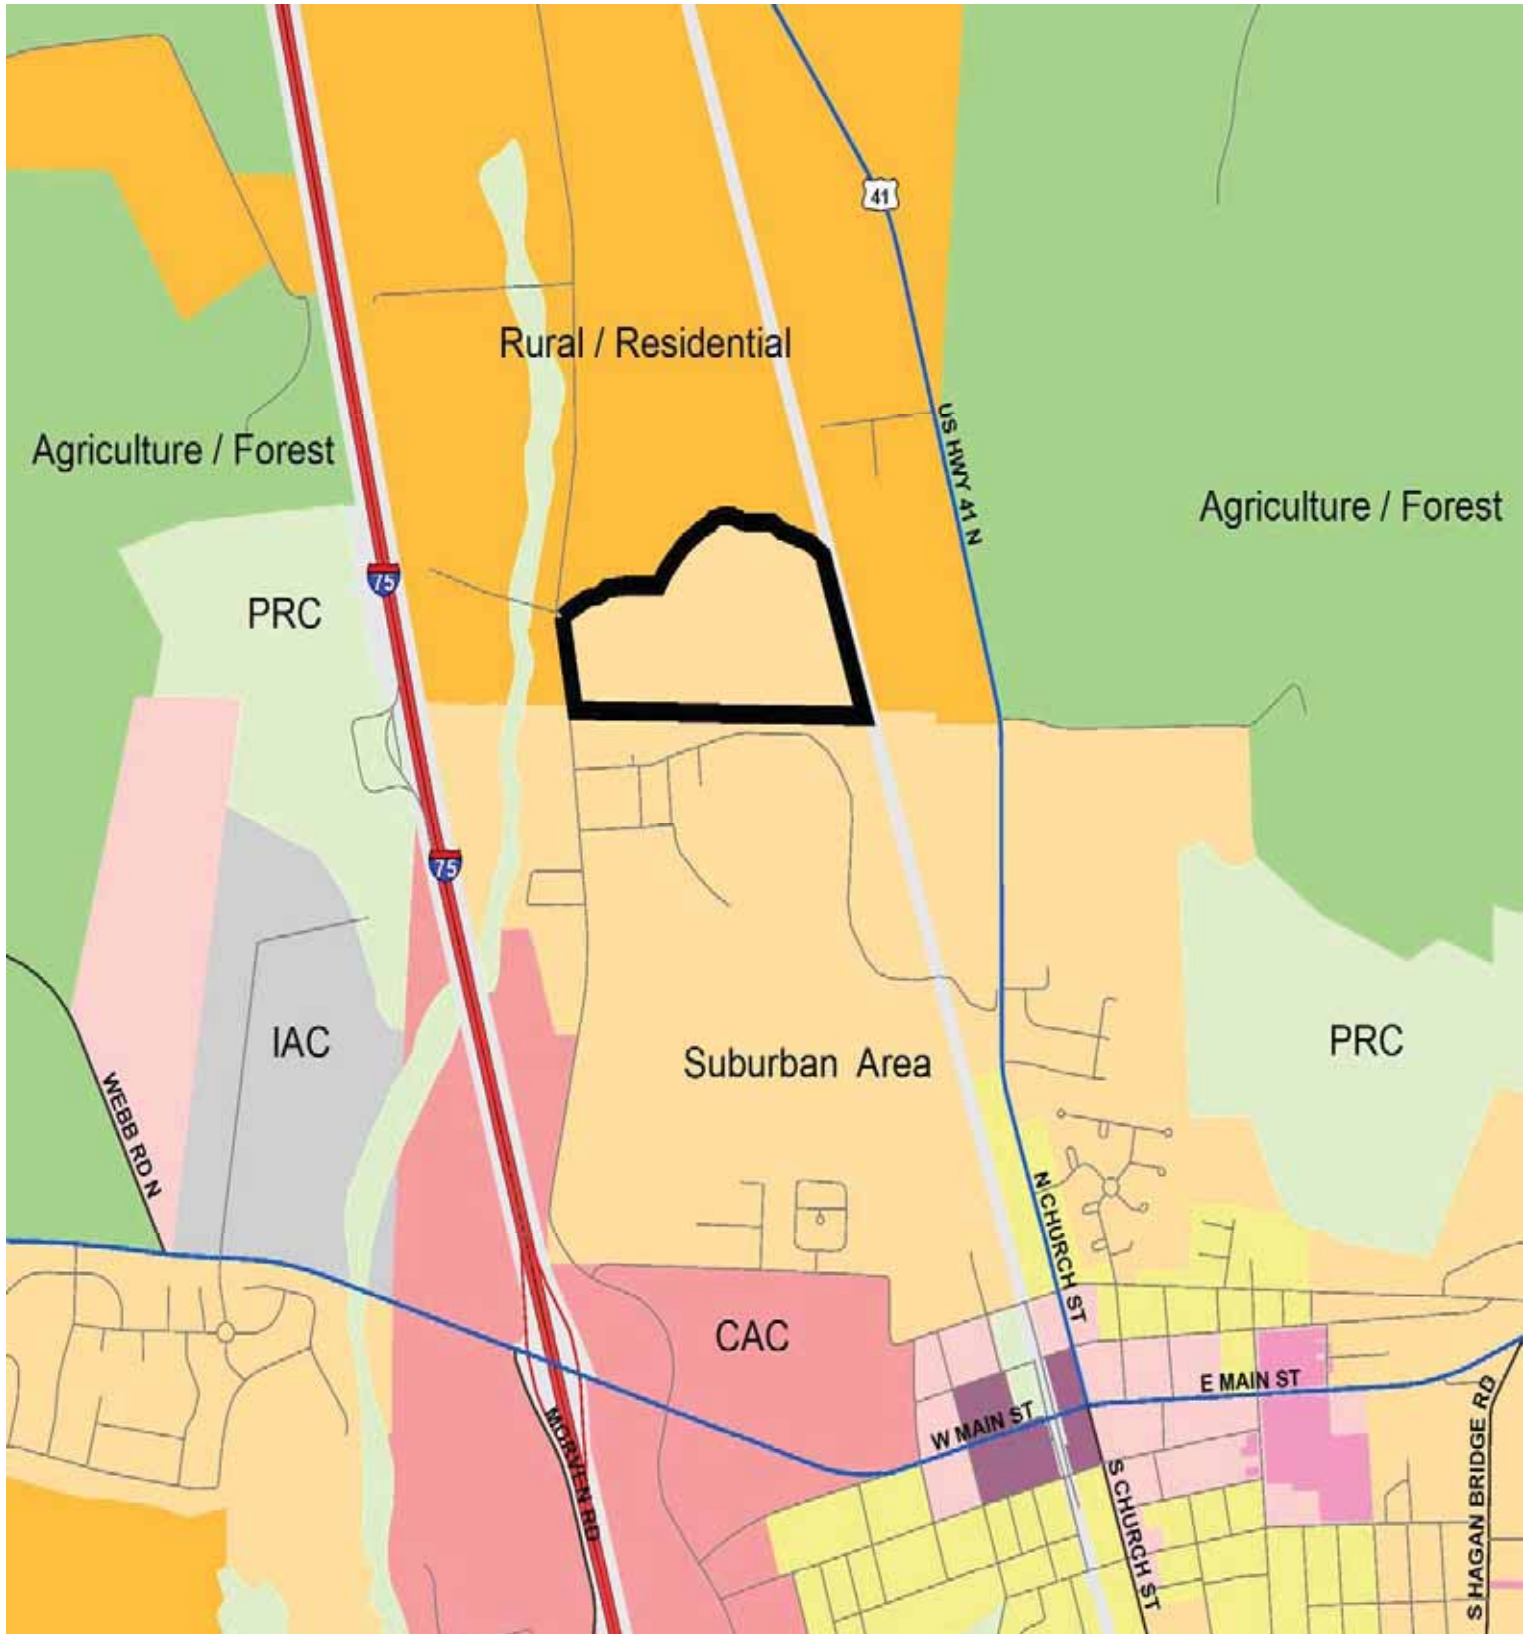 41
Rural / Residential
US HWY 41 N
Agriculture / Forest
Agriculture / Forest
75
PRC
75
IAC
Suburban Area
PRC
WEBB RD N
N CHURCH ST
CAC
E MAIN ST
W MAIN ST
MORVEN RD
S CHURCH ST
S HAGAN BRIDGE RD